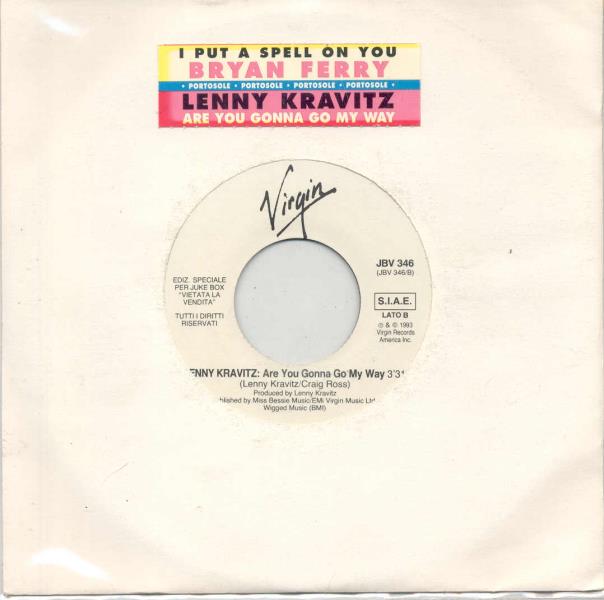 I PUT A SPELL ON YOU
BRYAN FERRY
• PORTOSOLE • PORTOSOLE • PORTOSOLE • PORTOSOLE •
LENNY KRAVITZ
ARE YOU GONNA GO MY WAY
Virgin
EDIZ. SPECIALE
PER JUKE BOX
"VIETATA LA
VENDITA"
TUTTI I DIRITTI
RISERVATI
JBV 346
(JBV 346/B)
S.I.A.E.
LATO B
℗ & © 1993
Virgin Records
America Inc.
ENNY KRAVITZ: Are You Gonna Go My Way 3'3
(Lenny Kravitz/Craig Ross)
Produced by Lenny Kravitz
blished by Miss Bessie Music/EMi Virgin Music Ltd
Wigged Music (BMI)